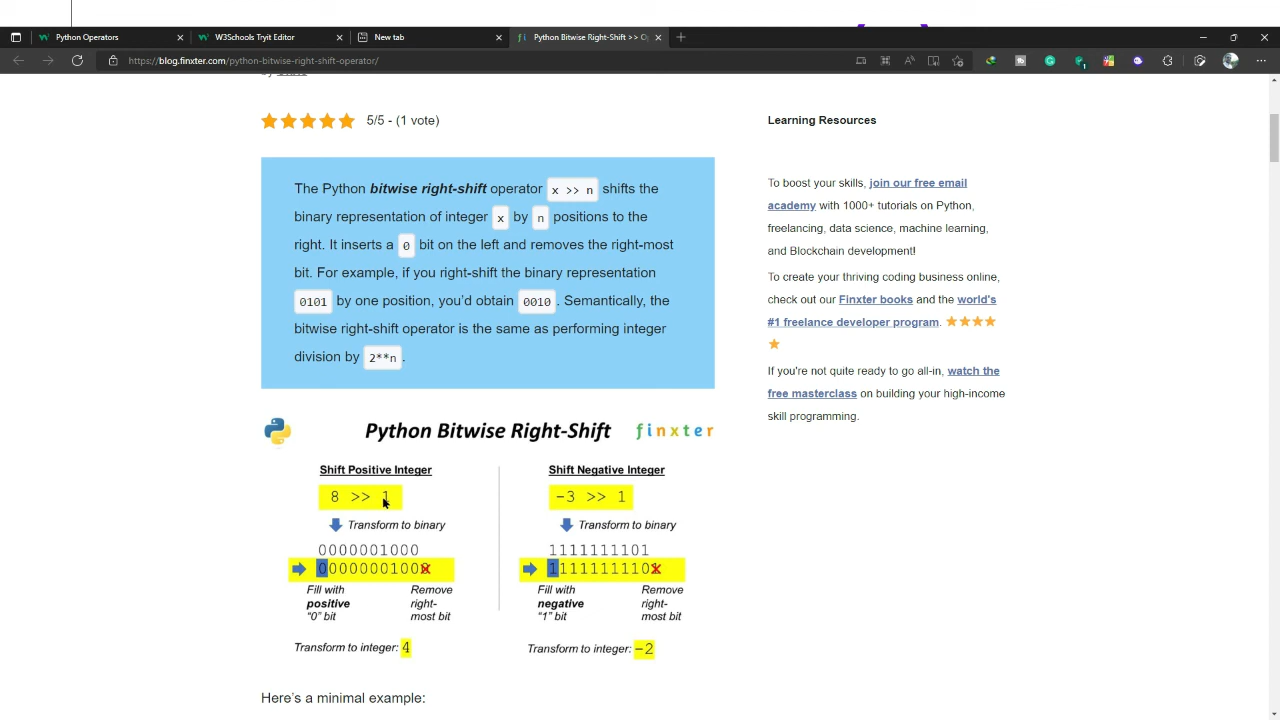 Python Operators
W3Schools Tryit Editor
New tab
Python Bitwise Right-Shift >>
https://blog.finxter.com/python-bitwise-right-shift-operator/
5/5 - (1 vote)
The Python bitwise right-shift operator x >> n shifts the
binary representation of integer x by n positions to the
right. It inserts a 0 bit on the left and removes the right-most
bit. For example, if you right-shift the binary representation
0101 by one position, you'd obtain 0010. Semantically, the
bitwise right-shift operator is the same as performing integer
division by 2**n.
Learning Resources
To boost your skills, join our free email
academy with 1000+ tutorials on Python,
freelancing, data science, machine learning,
and Blockchain development!
To create your thriving coding business online,
check out our Finxter books and the world's
#1 freelance developer program.
If you're not quite ready to go all-in, watch the
free masterclass on building your high-income
skill programming.
Python Bitwise Right-Shift
finxter
Shift Positive Integer
8 >> 1
Transform to binary
0000001000
00000001000
Fill with
positive
"0" bit
Remove
right-
most bit
Transform to integer: 4
Shift Negative Integer
-3 >> 1
Transform to binary
1111111101
11111111101
Fill with
negative
"1" bit
Remove
right-
most bit
Transform to integer: -2
Here's a minimal example: